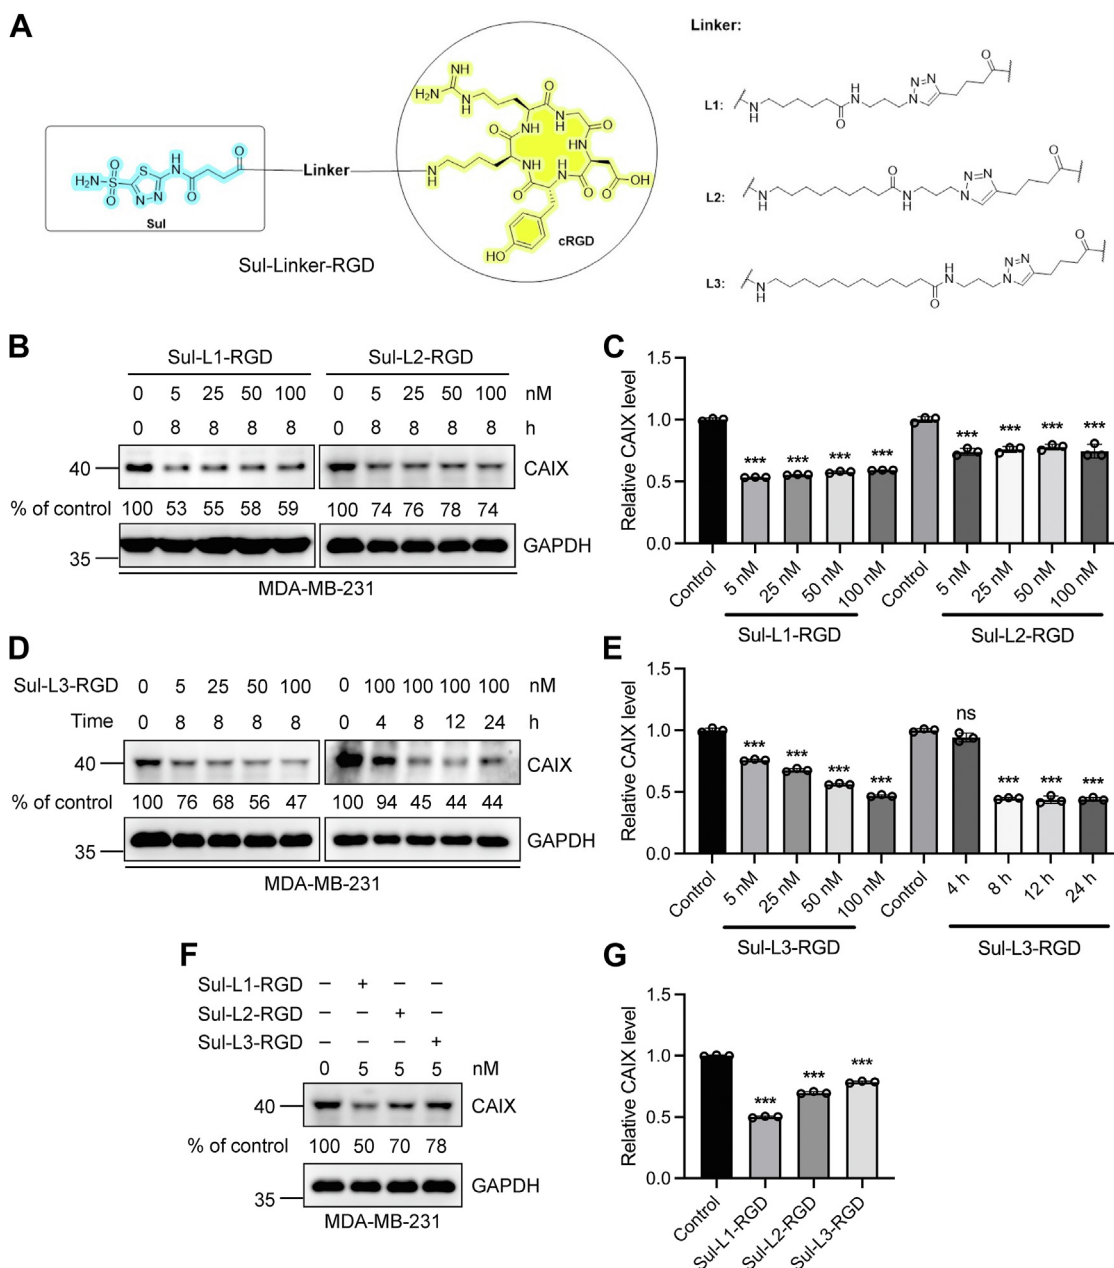 A
Linker:
L1:
L2:
L3:
NH
H2N
N
H
O
S
Sul
Linker
cRGD
OH
HO
Sul-Linker-RGD
B
Sul-L1-RGD Sul-L2-RGD
0 5 25 50 100 0 5 25 50 100 nM
0 8 8 8 8 0 8 8 8 8 h
40 CAIX
% of control 100 53 55 58 59 100 74 76 78 74
35 GAPDH
MDA-MB-231
C
Relative CAIX level
1.5
1.0
0.5
0.0
*** *** *** *** *** *** *** ***
Control 5 nM 25 nM 50 nM 100 nM Control 5 nM 25 nM 50 nM 100 nM
Sul-L1-RGD Sul-L2-RGD
D
Sul-L3-RGD 0 5 25 50 100 0 100 100 100 100 nM
Time 0 8 8 8 8 0 4 8 12 24 h
40 CAIX
% of control 100 76 68 56 47 100 94 45 44 44
35 GAPDH
MDA-MB-231
E
Relative CAIX level
1.5
1.0
0.5
0.0
*** *** *** *** ns *** *** ***
Control 5 nM 25 nM 50 nM 100 nM Control 4 h 8 h 12 h 24 h
Sul-L3-RGD Sul-L3-RGD
F
Sul-L1-RGD − + − −
Sul-L2-RGD − − + −
Sul-L3-RGD − − − +
0 5 5 5 nM
40 CAIX
% of control 100 50 70 78
35 GAPDH
MDA-MB-231
G
Relative CAIX level
1.5
1.0
0.5
0.0
*** *** ***
Control Sul-L1-RGD Sul-L2-RGD Sul-L3-RGD